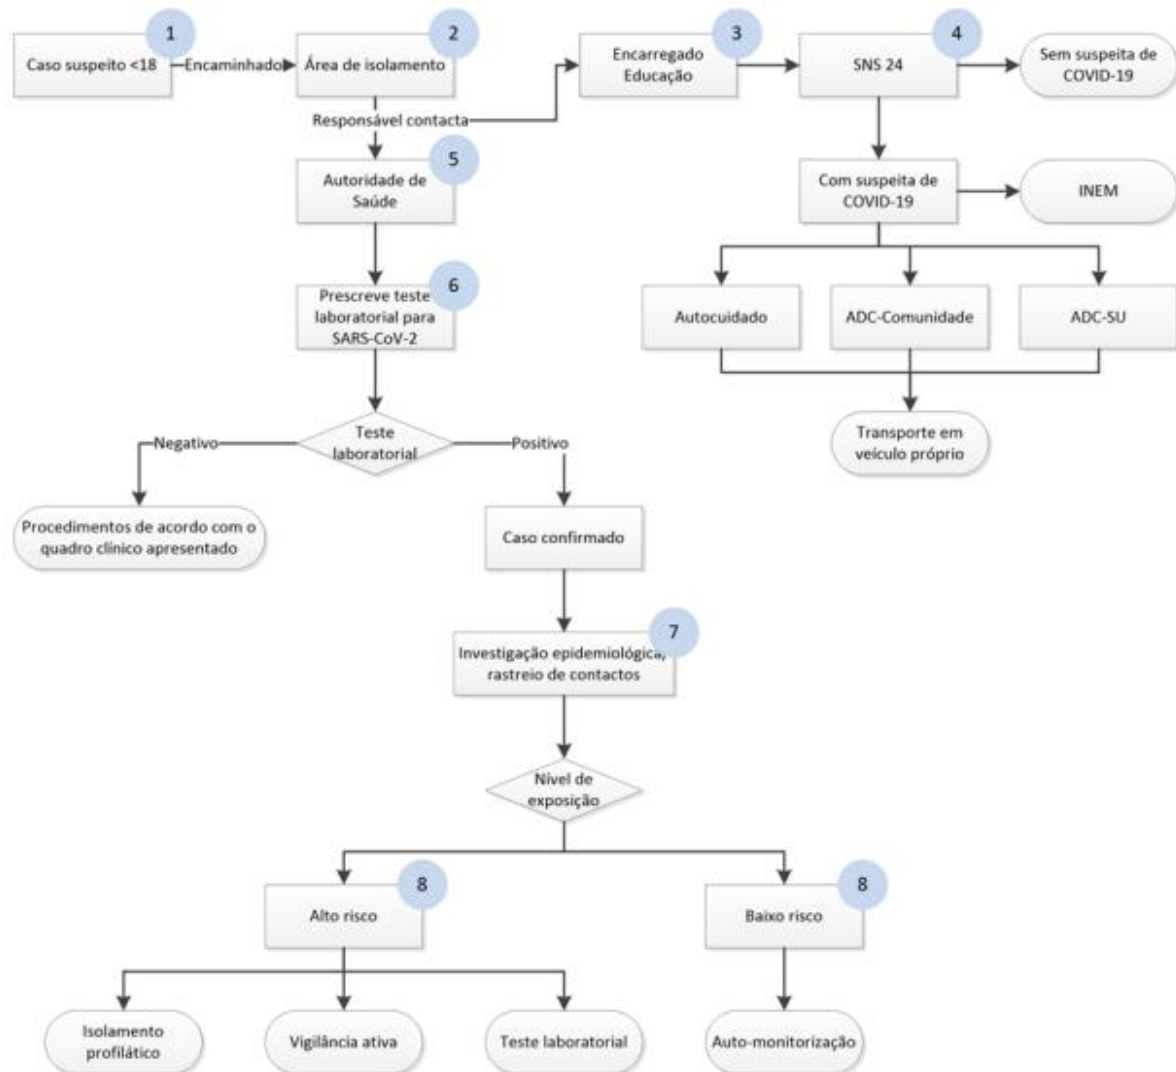 1
2
3
4
Caso suspeito <18
Encaminhado
Área de isolamento
Encarregado
Educação
SNS 24
Sem suspeita de
COVID-19
Responsável contacta
5
Autoridade de
Saúde
Com suspeita de
COVID-19
INEM
6
Prescreve teste
laboratorial para
SARS-CoV-2
Autocuidado
ADC-Comunidade
ADC-SU
Negativo
Teste
laboratorial
Positivo
Transporte em
veículo próprio
Procedimentos de acordo com o
quadro clínico apresentado
Caso confirmado
7
Investigação epidemiológica,
rastreio de contactos
Nível de
exposição
8
8
Alto risco
Baixo risco
Isolamento
profilático
Vigilância ativa
Teste laboratorial
Auto-monitorização